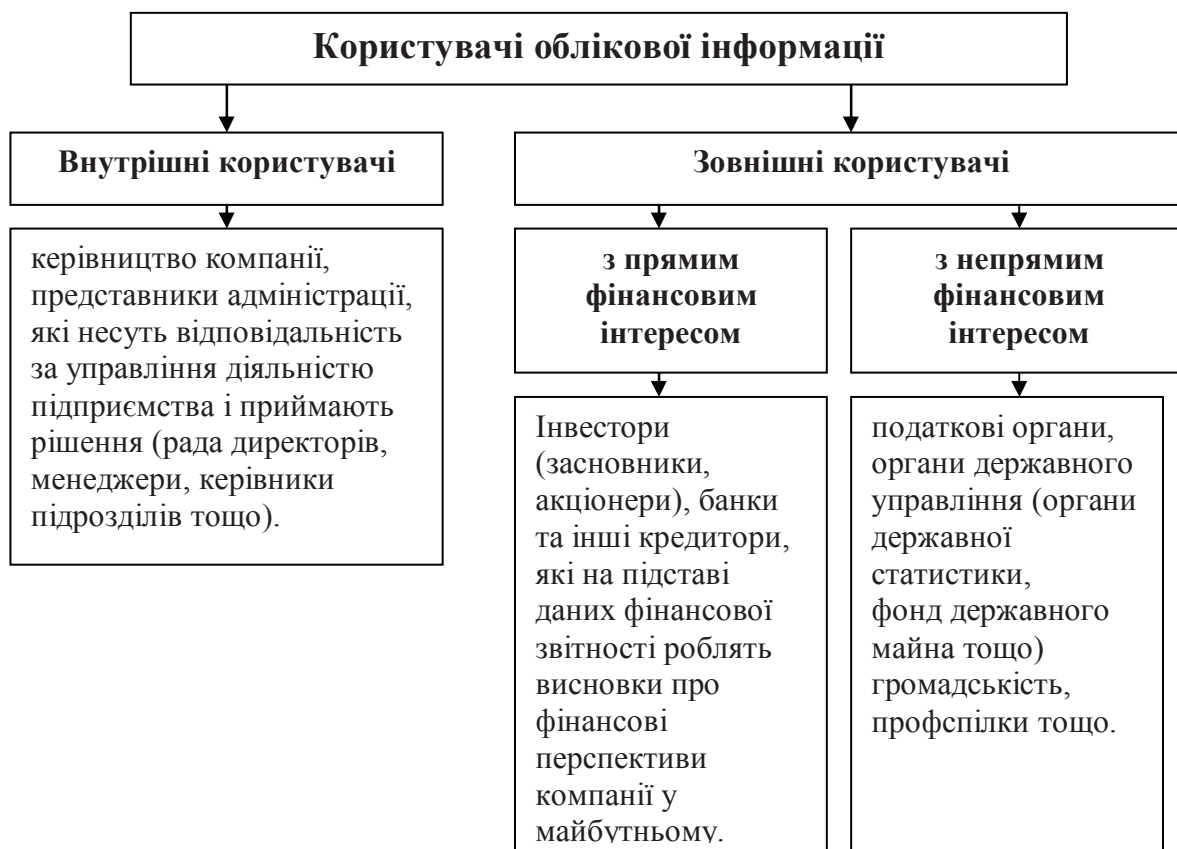 Користувачі облікової інформації
Внутрішні користувачі
Зовнішні користувачі
керівництво компанії,
представники адміністрації,
які несуть відповідальність
за управління діяльністю
підприємства і приймають
рішення (рада директорів,
менеджери, керівники
підрозділів тощо).
з прямим
фінансовим
інтересом
з непрямим
фінансовим
інтересом
Інвестори
(засновники,
акціонери), банки
та інші кредитори,
які на підставі
даних фінансової
звітності роблять
висновки про
фінансові
перспективи
компанії у
майбутньому.
податкові органи,
органи державного
управління (органи
державної
статистики,
фонд державного
майна тощо)
громадськість,
профспілки тощо.